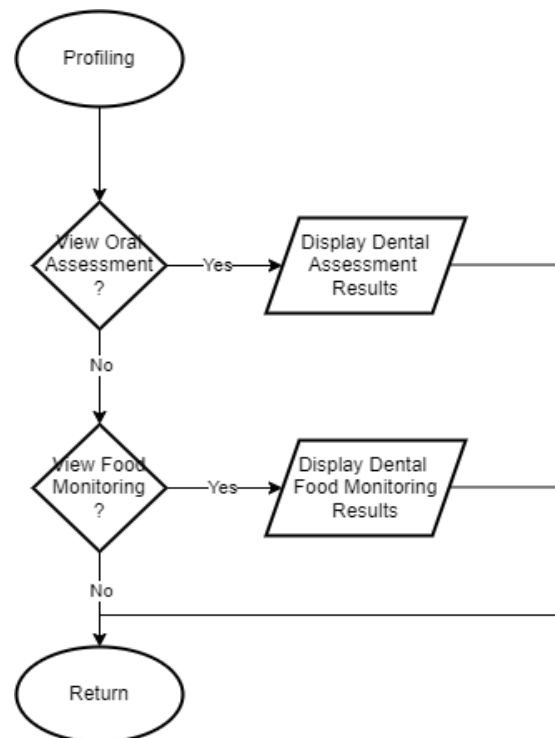 Profiling
View Oral
Assessment
?
Yes
Display Dental
Assessment
Results
No
View Food
Monitoring
?
Yes
Display Dental
Food Monitoring
Results
No
Return